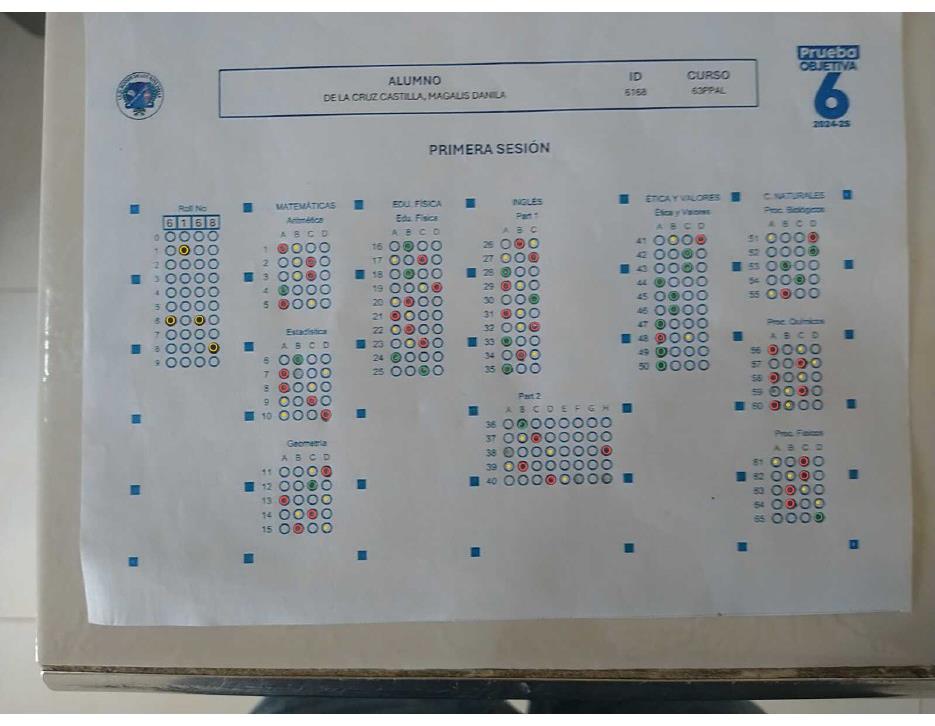 Prueba
OBJETIVA
6
2024-25
ALUMNO ID CURSO
DE LA CRUZ CASTILLA, MAGALIS DANILA 6168 63PPAL
PRIMERA SESIÓN
Roll No
6 1 6 8
0
1
2
3
4
5
6
7
8
9
MATEMÁTICAS
Aritmética
A B C D
1
2
3
4
5
Estadística
A B C D
6
7
8
9
10
Geometría
A B C D
11
12
13
14
15
EDU. FÍSICA
Edu. Física
A B C D
16
17
18
19
20
21
22
23
24
25
INGLÉS
Part 1
A B C
26
27
28
29
30
31
32
33
34
35
Part 2
A B C D E F G H
36
37
38
39
40
ÉTICA Y VALORES
Ética y Valores
A B C D
41
42
43
44
45
46
47
48
49
50
C. NATURALES
Proc. Biológicos
A B C D
51
52
53
54
55
Proc. Químicos
A B C D
56
57
58
59
60
Proc. Físicos
A B C D
61
62
63
64
65